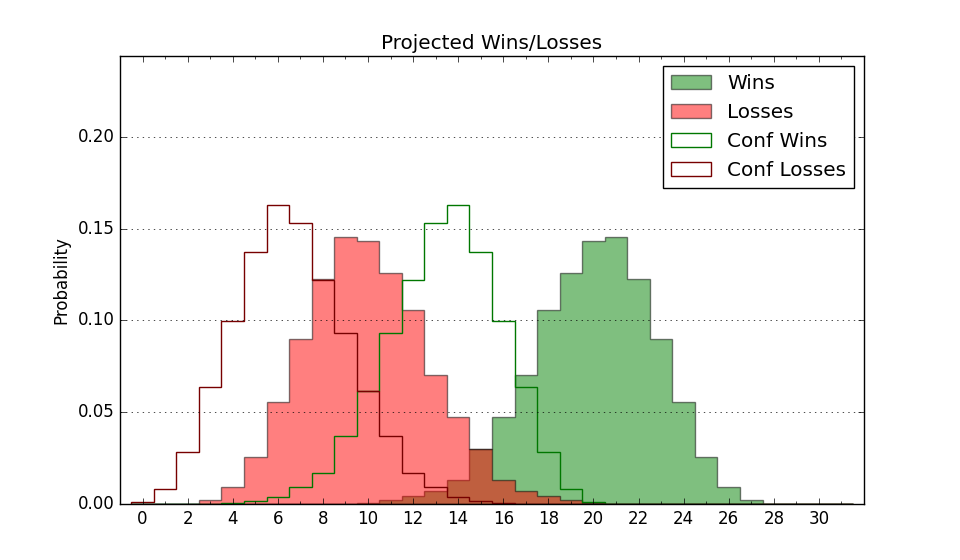 Projected Wins/Losses
Wins
Losses
Conf Wins
Conf Losses
Probability
0.20
0.15
0.10
0.05
0.00
0 2 4 6 8 10 12 14 16 18 20 22 24 26 28 30